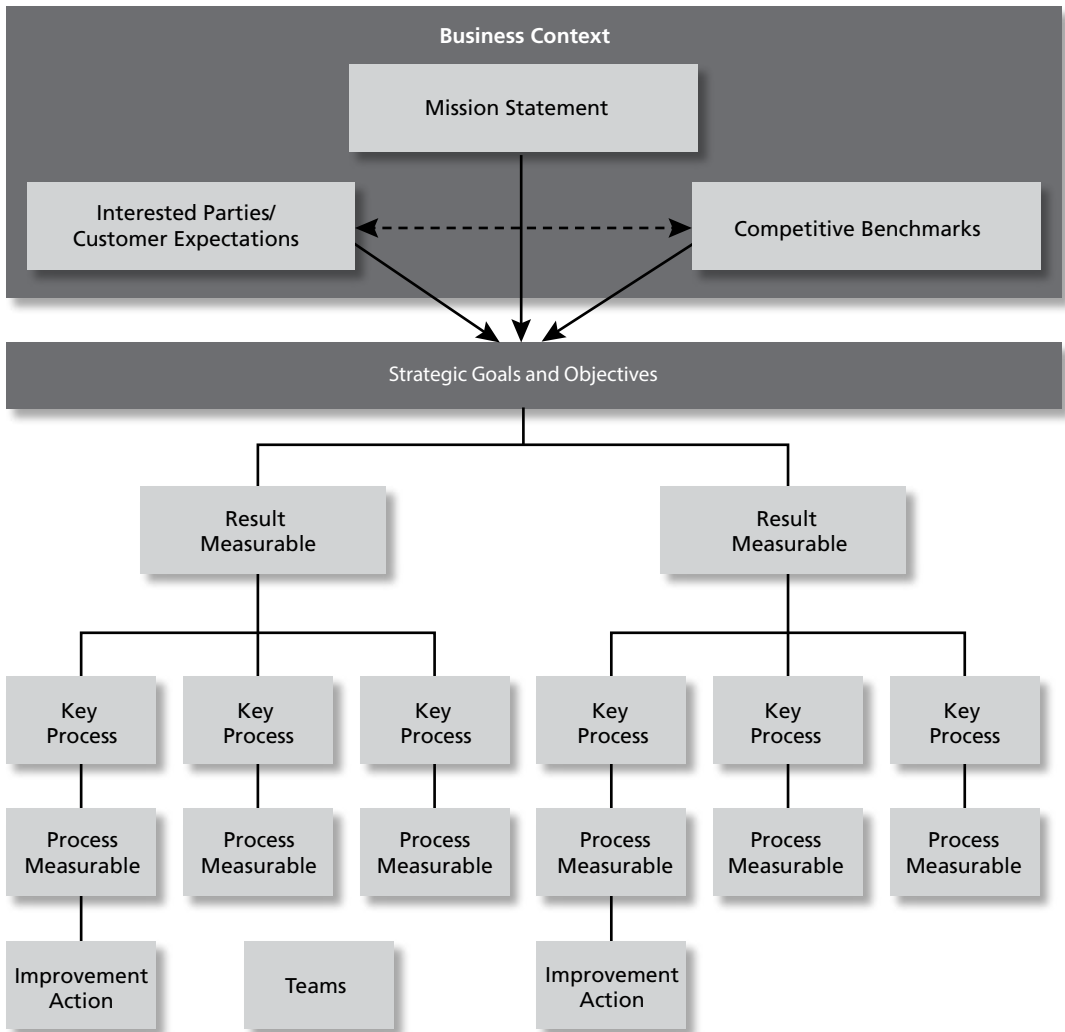 Business Context
Mission Statement
Interested Parties/
Customer Expectations
Competitive Benchmarks
Strategic Goals and Objectives
Result
Measurable
Result
Measurable
Key
Process
Key
Process
Key
Process
Key
Process
Key
Process
Key
Process
Process
Measurable
Process
Measurable
Process
Measurable
Process
Measurable
Process
Measurable
Process
Measurable
Improvement
Action
Teams
Improvement
Action